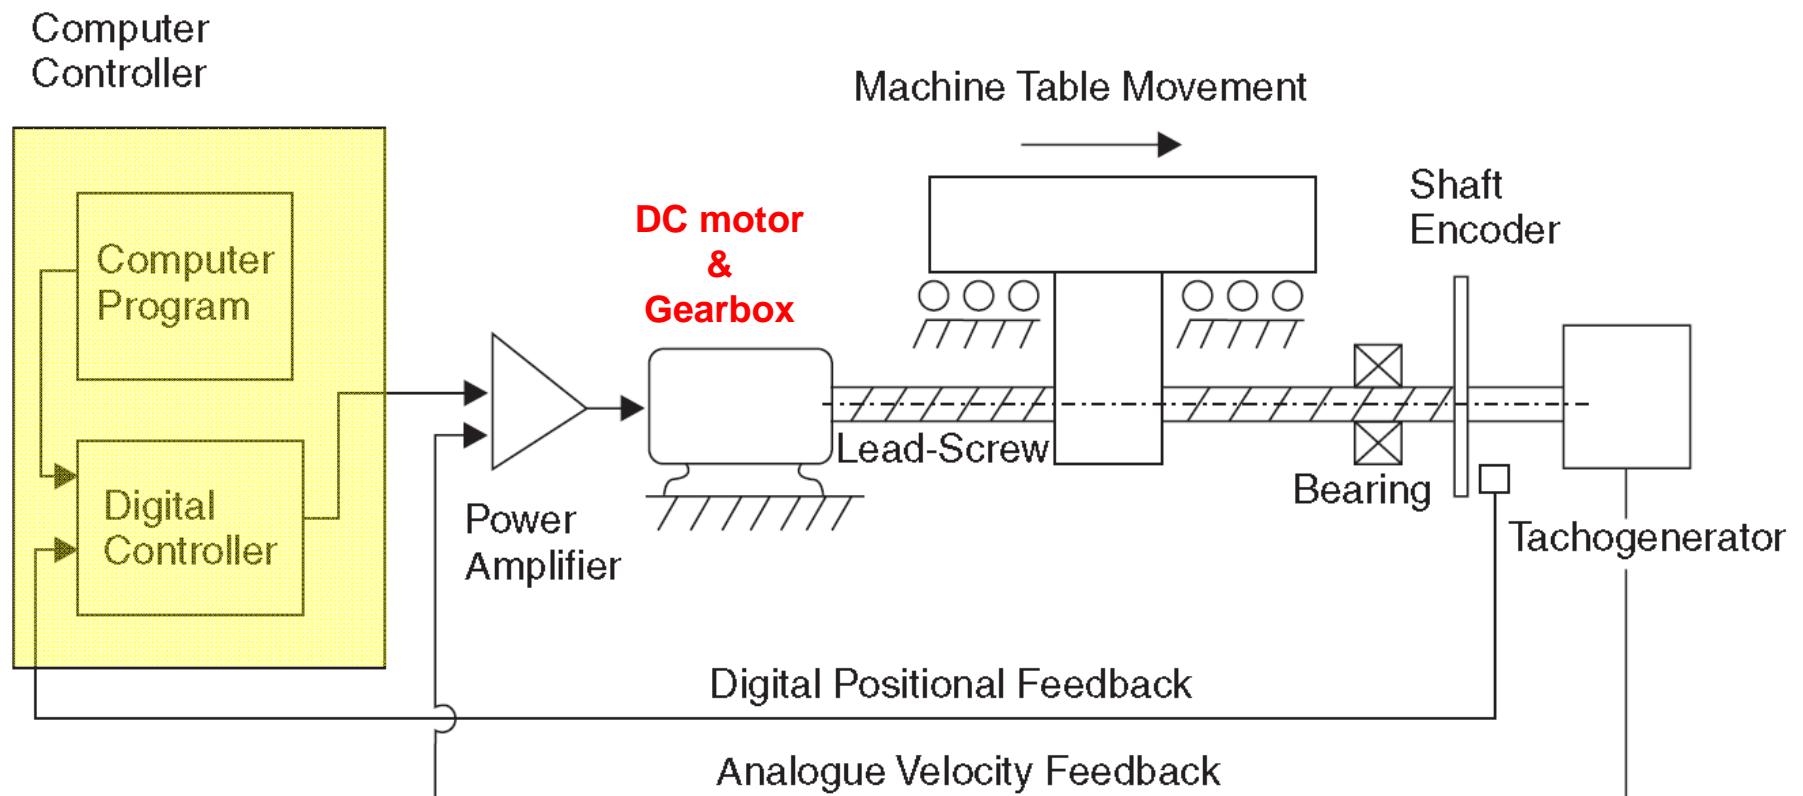 Computer
Controller
Machine Table Movement
Shaft
Encoder
DC motor
&
Gearbox
Computer
Program
Lead-Screw
Bearing
Digital
Controller
Power
Amplifier
Tachogenerator
Digital Positional Feedback
Analogue Velocity Feedback